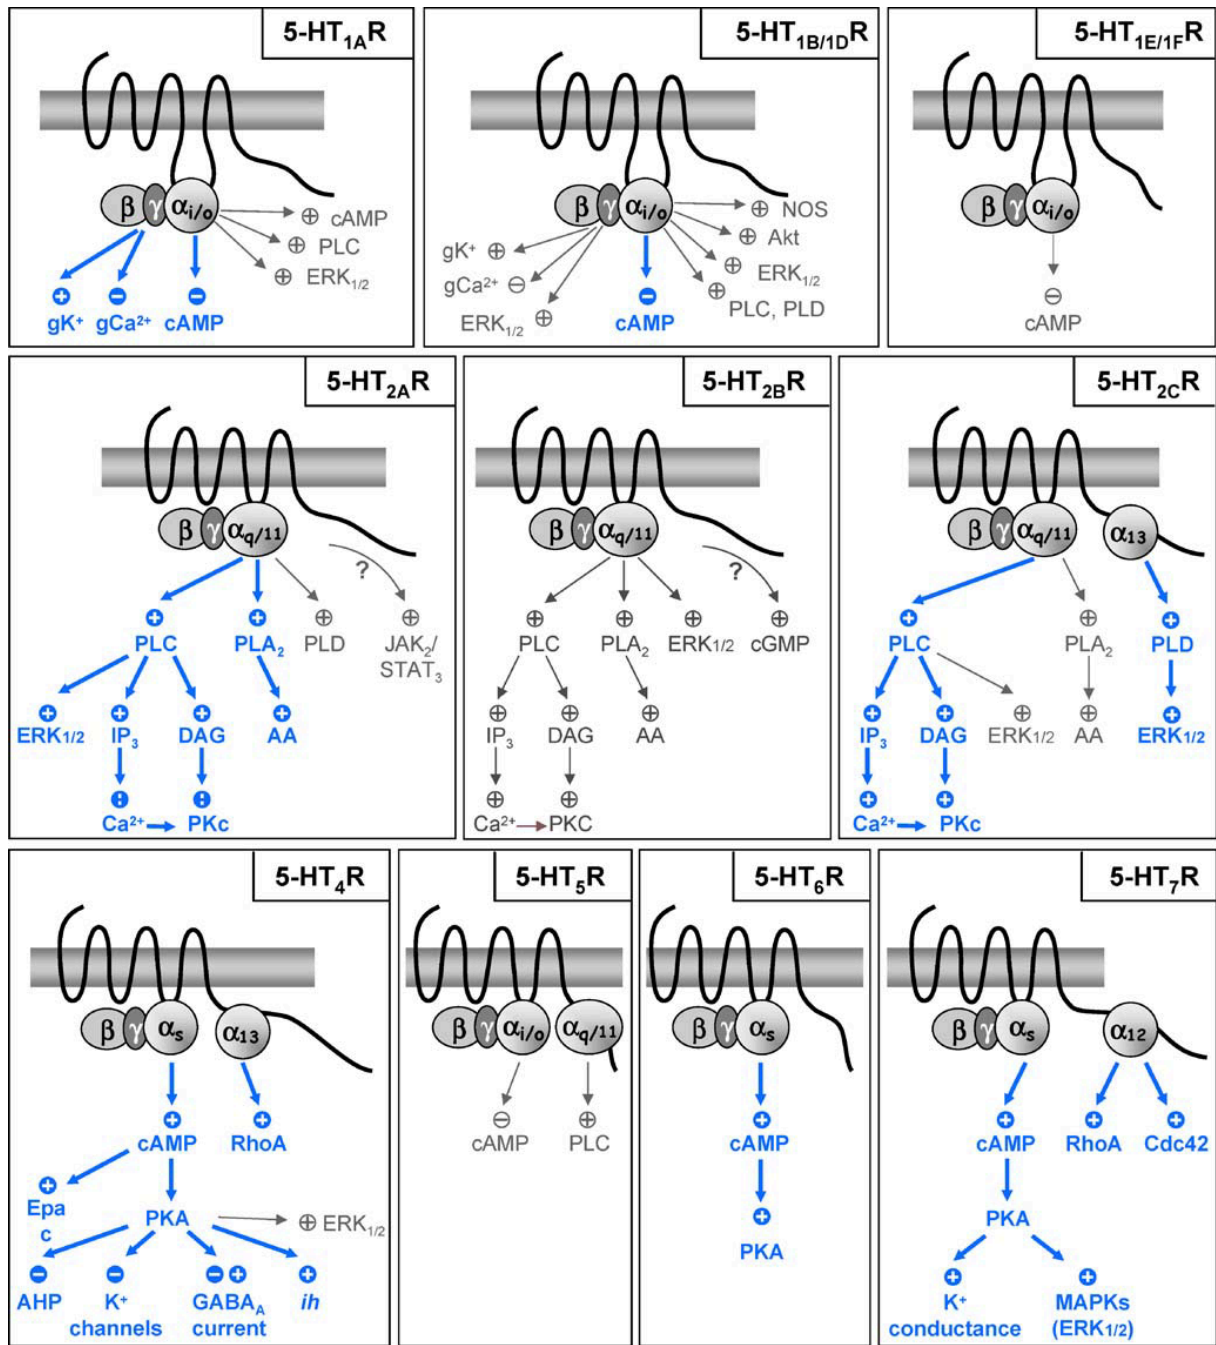 5-HT1AR
β γ αi/o
⊕ cAMP
⊕ PLC
⊕ ERK1/2
⊕ ⊖ ⊖
gK+ gCa2+ cAMP
5-HT1B/1DR
β γ αi/o
⊕ NOS
⊕ Akt
gK+ ⊕
⊕ ERK1/2
gCa2+ ⊖
⊕ PLC, PLD
ERK1/2 ⊕
⊖
cAMP
5-HT1E/1FR
β γ αi/o
⊖
cAMP
5-HT2AR
β γ αq/11
?
⊕ ⊕ ⊕ ⊕
PLC PLA2 PLD JAK2/
STAT3
⊕ ⊕ ⊕ ⊕
ERK1/2 IP3 DAG AA
Ca2+ PKc
5-HT2BR
β γ αq/11
?
⊕ ⊕ ⊕ ⊕
PLC PLA2 ERK1/2 cGMP
⊕ ⊕ ⊕
IP3 DAG AA
⊕ ⊕
Ca2+ PKC
5-HT2CR
β γ αq/11 α13
⊕ ⊕ ⊕
PLC PLA2 PLD
⊕ ⊕ ⊕ ⊕ ⊕
IP3 DAG ERK1/2 AA ERK1/2
⊕ ⊕
Ca2+ PKc
5-HT4R
β γ αs α13
⊕ ⊕
cAMP RhoA
⊕
Epa
c
PKA ⊕ ERK1/2
⊖ ⊖ ⊖ ⊕ ⊕
AHP K+ GABAA ih
channels current
5-HT5R
β γ αi/o αq/11
⊖ ⊕
cAMP PLC
5-HT6R
β γ αs
⊕
cAMP
⊕
PKA
5-HT7R
β γ αs α12
⊕ ⊕ ⊕
cAMP RhoA Cdc42
PKA
⊕ ⊕
K+ MAPKs
conductance (ERK1/2)